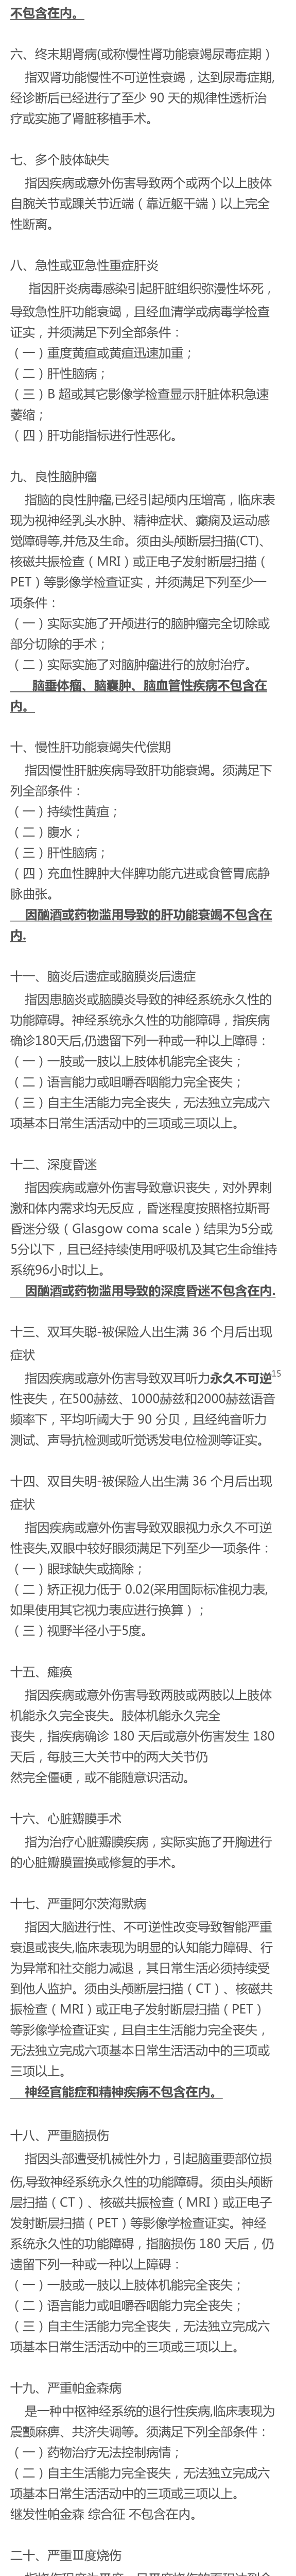 不包含在内。
六、终末期肾病(或称慢性肾功能衰竭尿毒症期）
指双肾功能慢性不可逆性衰竭，达到尿毒症期,
经诊断后已经进行了至少 90 天的规律性透析治
疗或实施了肾脏移植手术。
七、多个肢体缺失
指因疾病或意外伤害导致两个或两个以上肢体
自腕关节或踝关节近端（靠近躯干端）以上完全
性断离。
八、急性或亚急性重症肝炎
指因肝炎病毒感染引起肝脏组织弥漫性坏死，
导致急性肝功能衰竭，且经血清学或病毒学检查
证实，并须满足下列全部条件：
（一）重度黄疸或黄疸迅速加重；
（二）肝性脑病；
（三）B 超或其它影像学检查显示肝脏体积急速
萎缩；
（四）肝功能指标进行性恶化。
九、良性脑肿瘤
指脑的良性肿瘤,已经引起颅内压增高，临床表
现为视神经乳头水肿、精神症状、癫痫及运动感
觉障碍等,并危及生命。须由头颅断层扫描(CT)、
核磁共振检查（MRI）或正电子发射断层扫描（
PET）等影像学检查证实，并须满足下列至少一
项条件：
（一）实际实施了开颅进行的脑肿瘤完全切除或
部分切除的手术；
（二）实际实施了对脑肿瘤进行的放射治疗。
脑垂体瘤、脑囊肿、脑血管性疾病不包含在
内。
十、慢性肝功能衰竭失代偿期
指因慢性肝脏疾病导致肝功能衰竭。须满足下
列全部条件：
（一）持续性黄疸；
（二）腹水；
（三）肝性脑病；
（四）充血性脾肿大伴脾功能亢进或食管胃底静
脉曲张。
因酗酒或药物滥用导致的肝功能衰竭不包含在
内.
十一、脑炎后遗症或脑膜炎后遗症
指因患脑炎或脑膜炎导致的神经系统永久性的
功能障碍。神经系统永久性的功能障碍，指疾病
确诊180天后,仍遗留下列一种或一种以上障碍：
（一）一肢或一肢以上肢体机能完全丧失；
（二）语言能力或咀嚼吞咽能力完全丧失；
（三）自主生活能力完全丧失，无法独立完成六
项基本日常生活活动中的三项或三项以上。
十二、深度昏迷
指因疾病或意外伤害导致意识丧失，对外界刺
激和体内需求均无反应，昏迷程度按照格拉斯哥
昏迷分级（Glasgow coma scale）结果为5分或
5分以下，且已经持续使用呼吸机及其它生命维持
系统96小时以上。
因酗酒或药物滥用导致的深度昏迷不包含在内.
十三、双耳失聪-被保险人出生满 36 个月后出现
症状
指因疾病或意外伤害导致双耳听力永久不可逆15
性丧失，在500赫兹、1000赫兹和2000赫兹语音
频率下，平均听阈大于 90 分贝，且经纯音听力
测试、声导抗检测或听觉诱发电位检测等证实。
十四、双目失明-被保险人出生满 36 个月后出现
症状
指因疾病或意外伤害导致双眼视力永久不可逆
性丧失,双眼中较好眼须满足下列至少一项条件：
（一）眼球缺失或摘除；
（二）矫正视力低于 0.02(采用国际标准视力表,
如果使用其它视力表应进行换算）；
（三）视野半径小于5度。
十五、瘫痪
指因疾病或意外伤害导致两肢或两肢以上肢体
机能永久完全丧失。肢体机能永久完全
丧失，指疾病确诊 180 天后或意外伤害发生 180
天后，每肢三大关节中的两大关节仍
然完全僵硬，或不能随意识活动。
十六、心脏瓣膜手术
指为治疗心脏瓣膜疾病，实际实施了开胸进行
的心脏瓣膜置换或修复的手术。
十七、严重阿尔茨海默病
指因大脑进行性、不可逆性改变导致智能严重
衰退或丧失,临床表现为明显的认知能力障碍、行
为异常和社交能力减退，其日常生活必须持续受
到他人监护。须由头颅断层扫描（CT）、核磁共
振检查（MRI）或正电子发射断层扫描（PET）
等影像学检查证实，且自主生活能力完全丧失，
无法独立完成六项基本日常生活活动中的三项或
三项以上。
神经官能症和精神疾病不包含在内。
十八、严重脑损伤
指因头部遭受机械性外力，引起脑重要部位损
伤,导致神经系统永久性的功能障碍。须由头颅断
层扫描（CT）、核磁共振检查（MRI）或正电子
发射断层扫描（PET）等影像学检查证实。神经
系统永久性的功能障碍，指脑损伤 180 天后，仍
遗留下列一种或一种以上障碍：
（一）一肢或一肢以上肢体机能完全丧失；
（二）语言能力或咀嚼吞咽能力完全丧失；
（三）自主生活能力完全丧失，无法独立完成六
项基本日常生活活动中的三项或三项以上。
十九、严重帕金森病
是一种中枢神经系统的退行性疾病,临床表现为
震颤麻痹、共济失调等。须满足下列全部条件：
（一）药物治疗无法控制病情；
（二）自主生活能力完全丧失，无法独立完成六
项基本日常生活活动中的三项或三项以上。
继发性帕金森 综合征 不包含在内。
二十、严重Ⅲ度烧伤